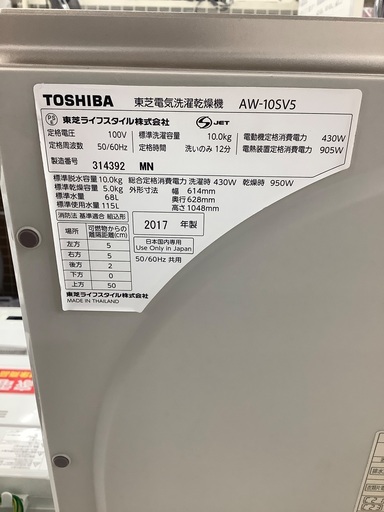 TOSHIBA 東芝電気洗濯乾燥機 AW-10SV5
PS E 東芝ライフスタイル株式会社 S JET
定格電圧 100V 標準洗濯容量 10.0kg 電動機定格消費電力 430W
定格周波数 50/60Hz 定格時間 洗いのみ 12分 電熱装置定格消費電力 905W
製造番号 314392 MN
標準脱水容量10.0kg 総合定格消費電力 洗濯時 430W 乾燥時 950W
標準乾燥容量 5.0kg 外形寸法 幅 614mm
標準水量 68L 奥行 628mm
標準使用水量 115L 高さ 1048mm
消防法 基準適合 組込形
場所 可燃物からの離隔距離(cm)
左方 5
右方 5
後方 2
下方 0
上方 50
2017 年製
日本国内専用
Use Only in Japan
50/60Hz 共用
東芝ライフスタイル株式会社
MADE IN THAILAND